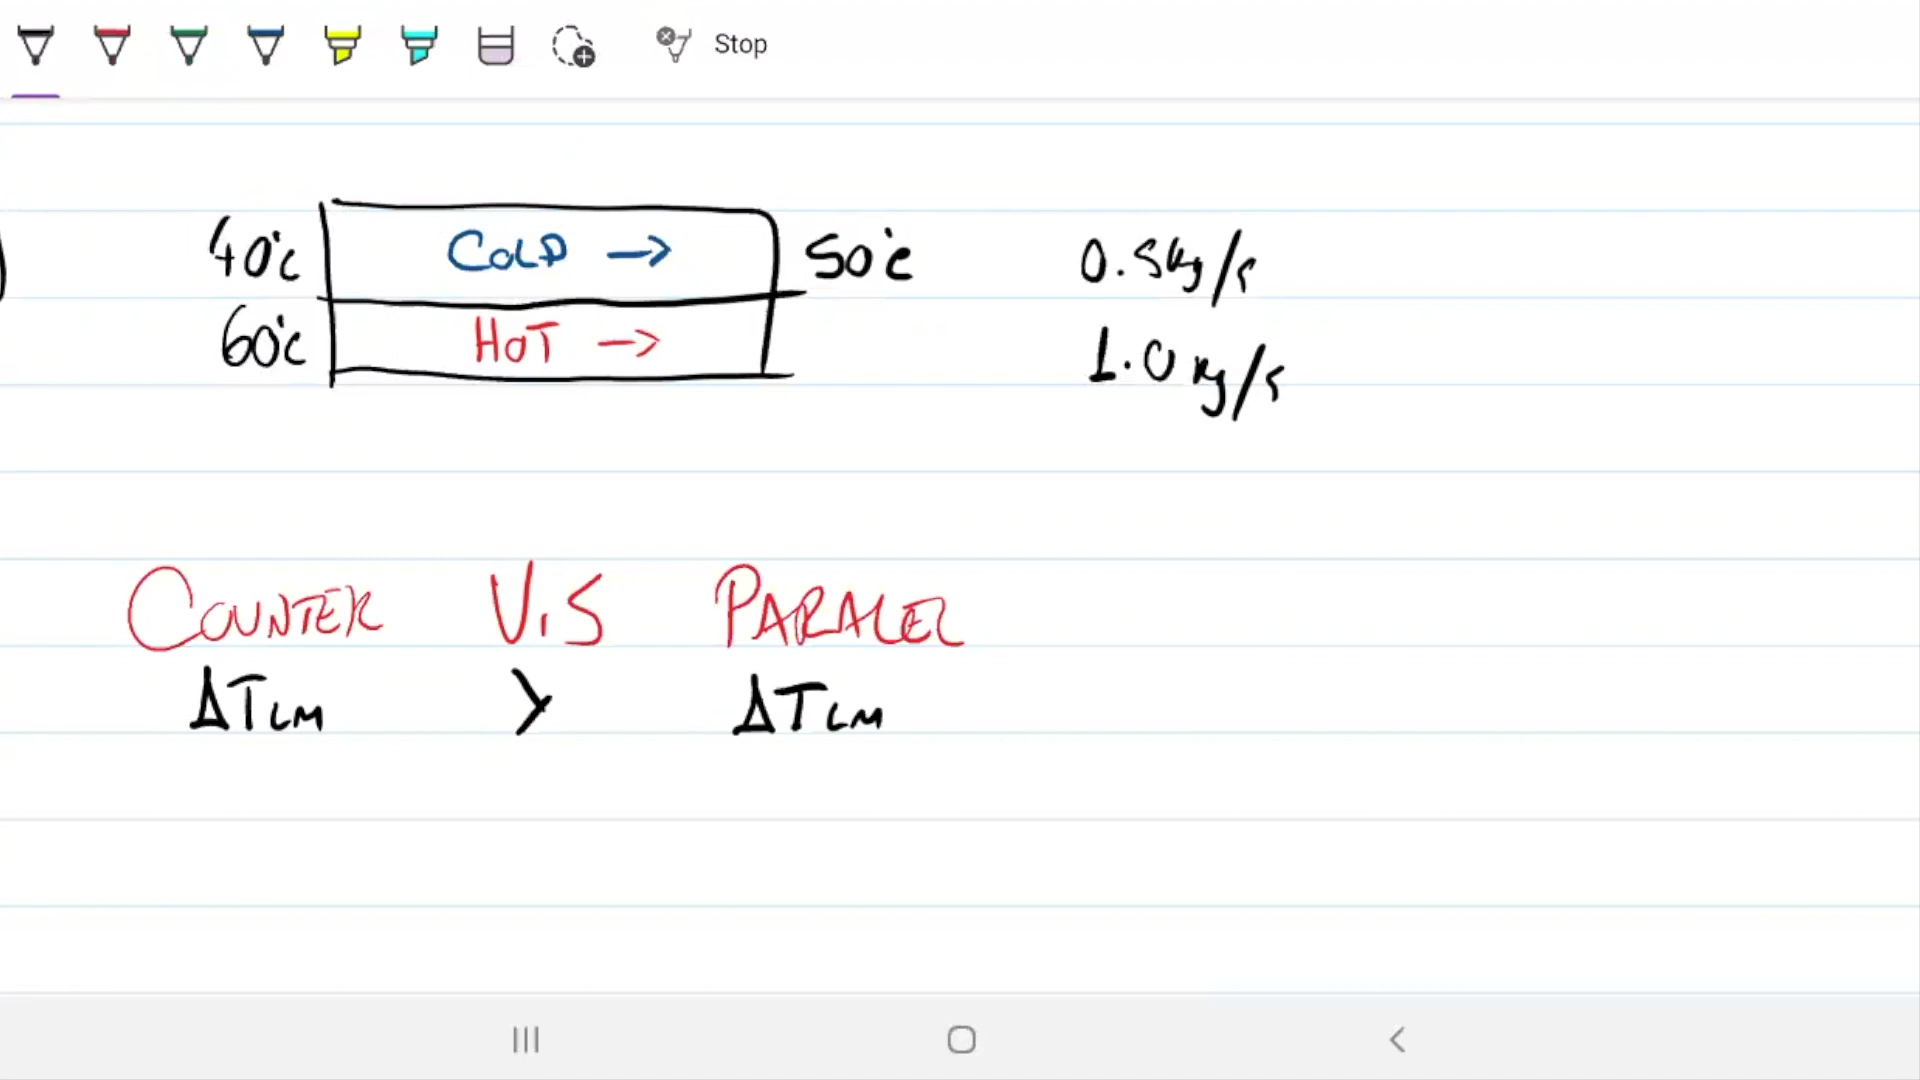 Stop
40°C COLD → 50°C 0.5kg/s
60°C HOT → 1.0kg/s
COUNTER V.S PARALEL
ΔTLM > ΔTLM